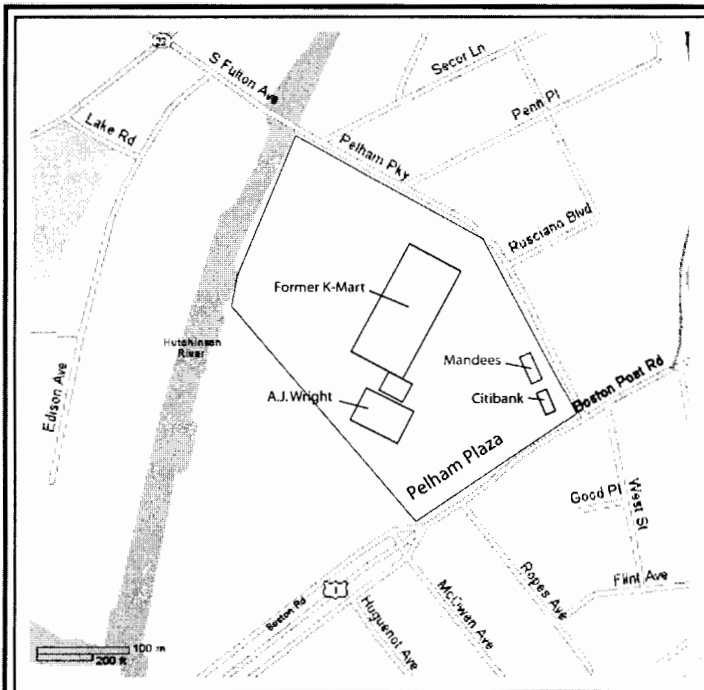 22
S Fulton Ave
Secor Ln
Lake Rd
Penn Pl
Pelham Pky
Rusciano Blvd
Former K-Mart
Hutchinson
River
Mandees
Boston Post Rd
Edison Ave
A.J. Wright
Citibank
Pelham Plaza
Good Pl
West St
Flint Ave
Ropes Ave
McOwen Ave
1
Boston Rd
Huguenot Ave
100 m
200 ft